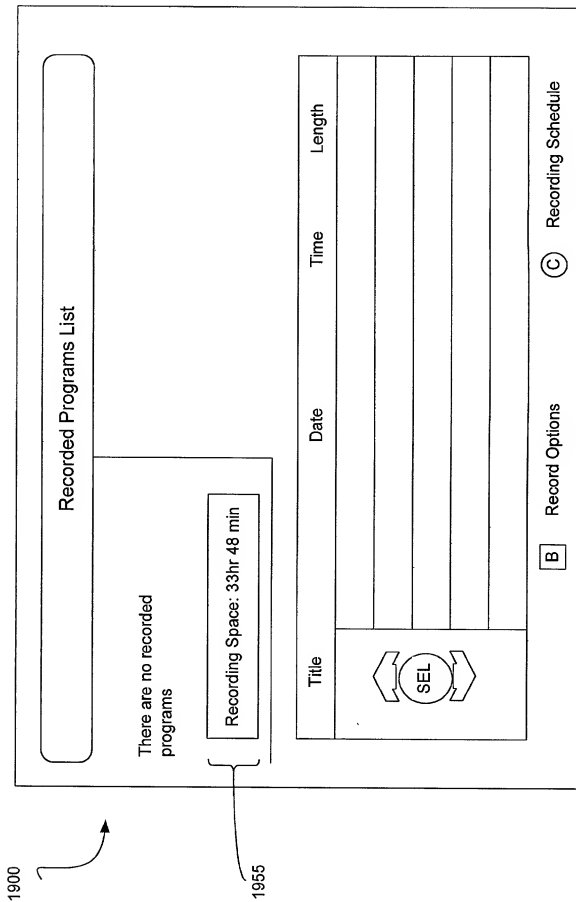 1900
Recorded Programs List
There are no recorded
programs
1955
Recording Space: 33hr 48 min
Title Date Time Length
SEL
B Record Options C Recording Schedule